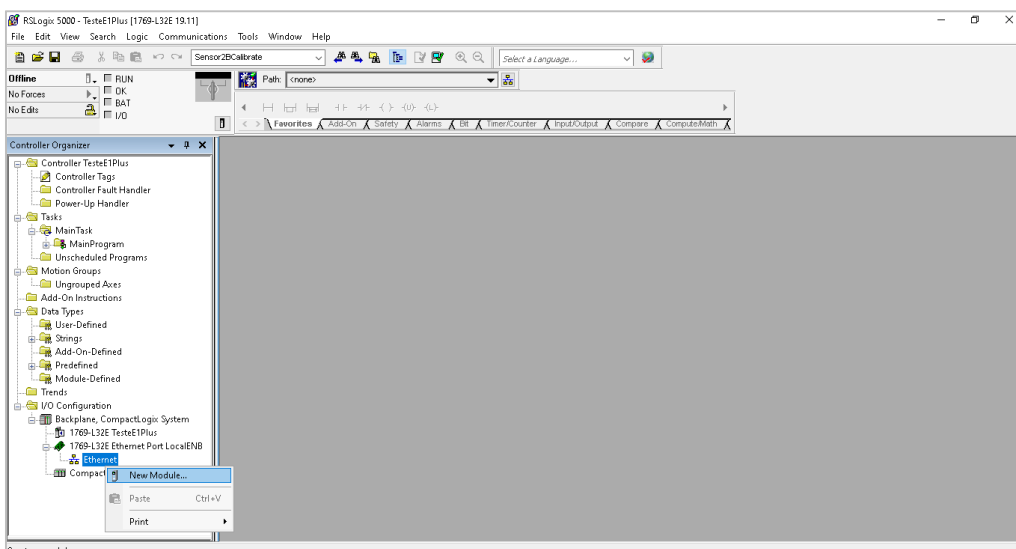 RSLogix 5000 - TesteE1Plus [1769-L32E 19.11]
File Edit View Search Logic Communications Tools Window Help
Sensor2BCalibrate
Select a Language...
Offline
RUN
Path: <none>
No Forces
OK
No Edits
BAT
I/O
Favorites Add-On Safety Alarms Bit Timer/Counter Input/Output Compare Compute/Math
Controller Organizer
Controller TesteE1Plus
Controller Tags
Controller Fault Handler
Power-Up Handler
Tasks
MainTask
MainProgram
Unscheduled Programs
Motion Groups
Ungrouped Axes
Add-On Instructions
Data Types
User-Defined
Strings
Add-On-Defined
Predefined
Module-Defined
Trends
I/O Configuration
Backplane, CompactLogix System
1769-L32E TesteE1Plus
1769-L32E Ethernet Port LocalENB
Ethernet
Compact
New Module...
Paste Ctrl+V
Print